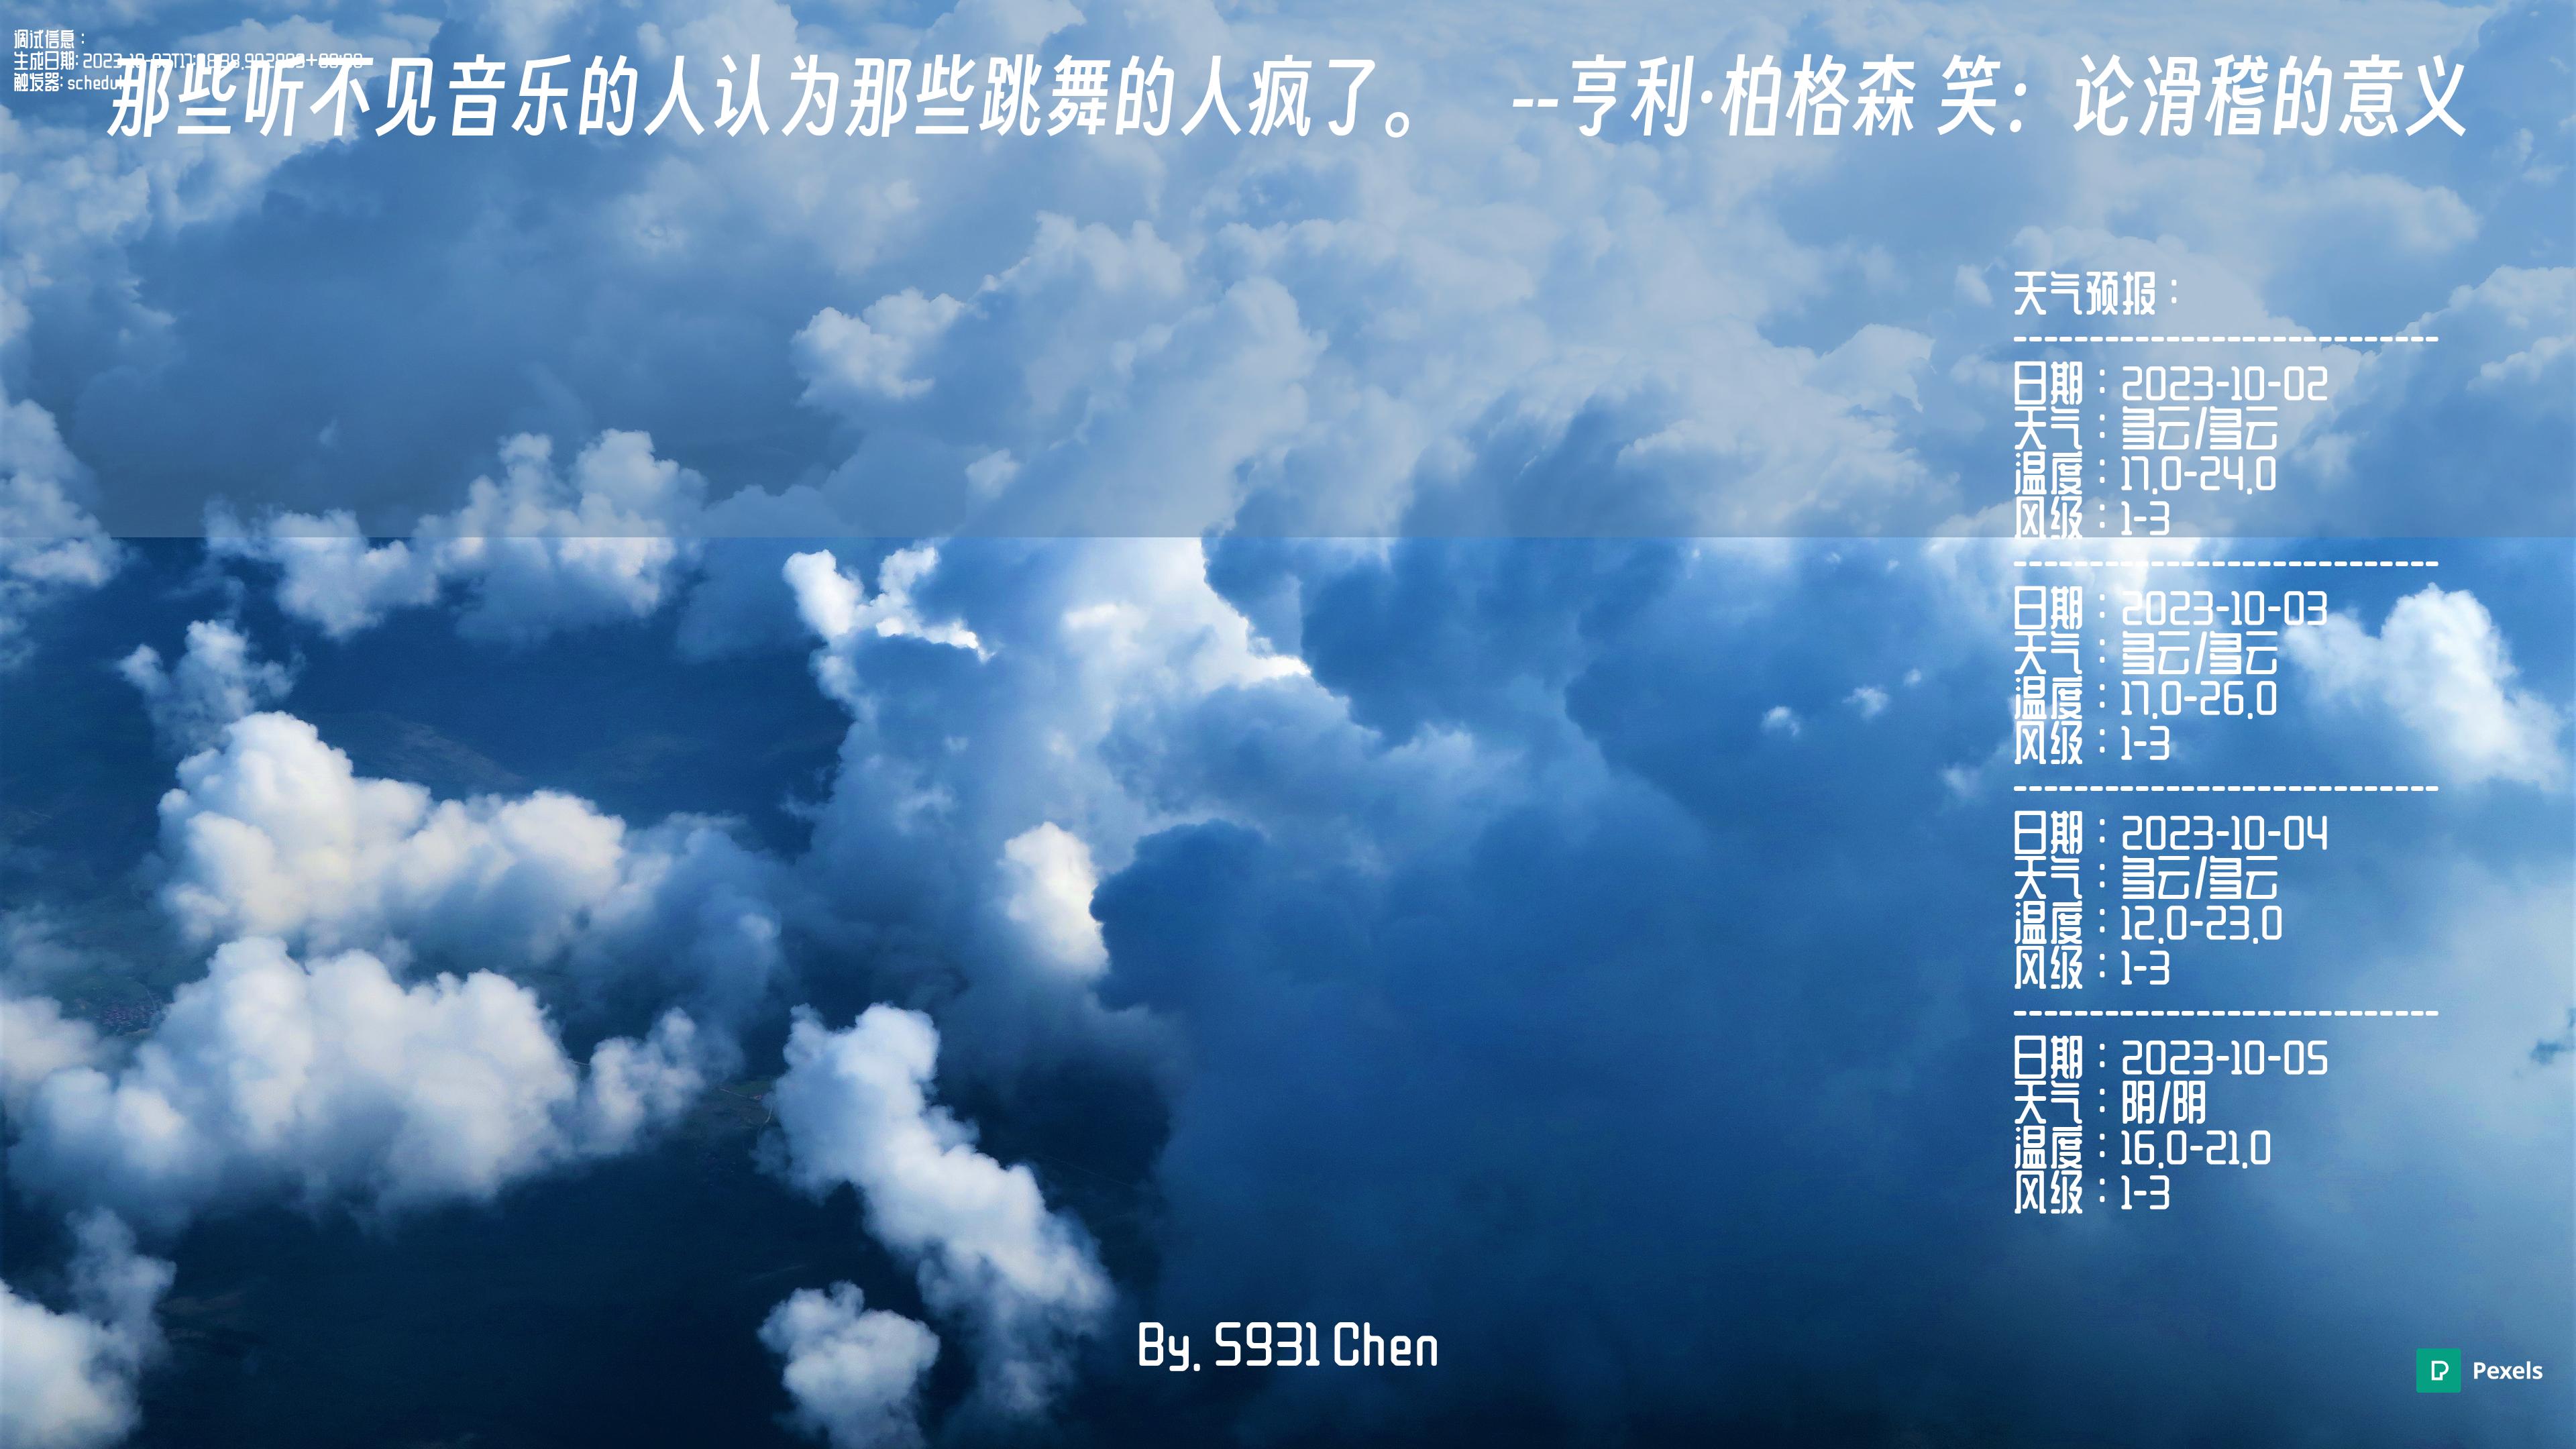 调试信息：
生成日期: 2023-10-02T17:
触发器: schedul
那些听不见音乐的人认为那些跳舞的人疯了。 --亨利·柏格森 笑：论滑稽的意义
天气预报：
----------------------------
日期：2023-10-02
天气：多云/多云
温度：17.0-24.0
风级：1-3
----------------------------
日期：2023-10-03
天气：多云/多云
温度：17.0-26.0
风级：1-3
----------------------------
日期：2023-10-04
天气：多云/多云
温度：12.0-23.0
风级：1-3
----------------------------
日期：2023-10-05
天气：阴/阴
温度：16.0-21.0
风级：1-3
By. S931 Chen
Pexels